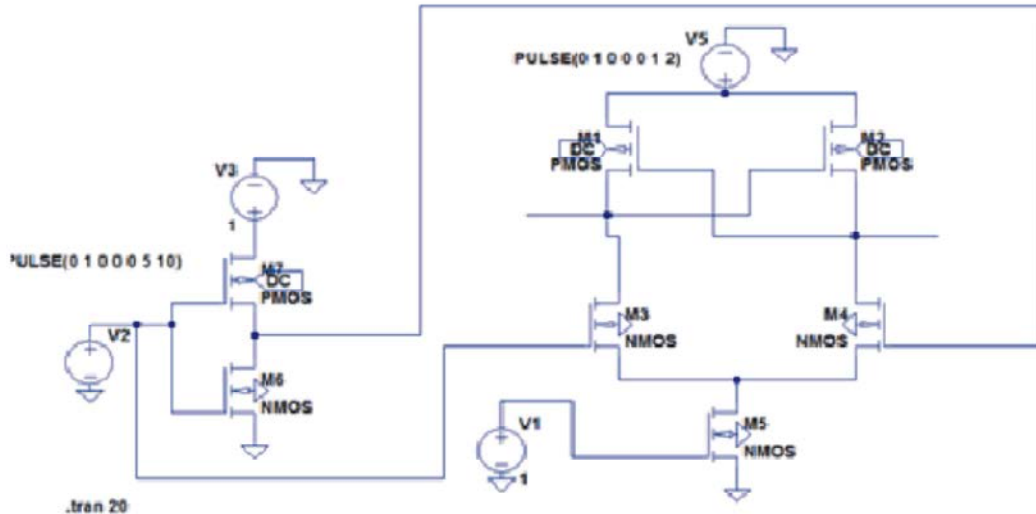 V5
PULSE(0 1 0 0 0 1 2)
M1
DC
PMOS
M2
DC
PMOS
V3
1
PULSE(0 1 0 0 0 5 10)
M7
DC
PMOS
V2
M3
NMOS
M4
NMOS
M6
NMOS
V1
1
M5
NMOS
.tran 20